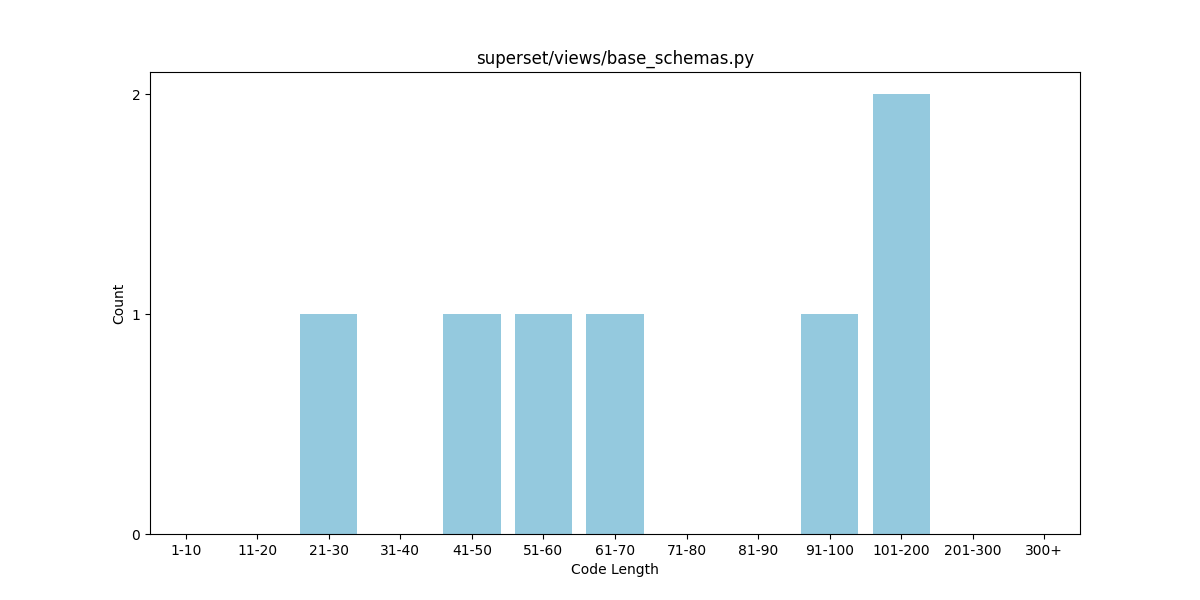 superset/views/base_schemas.py
Count
2
1
0
1-10 11-20 21-30 31-40 41-50 51-60 61-70 71-80 81-90 91-100 101-200 201-300 300+
Code Length